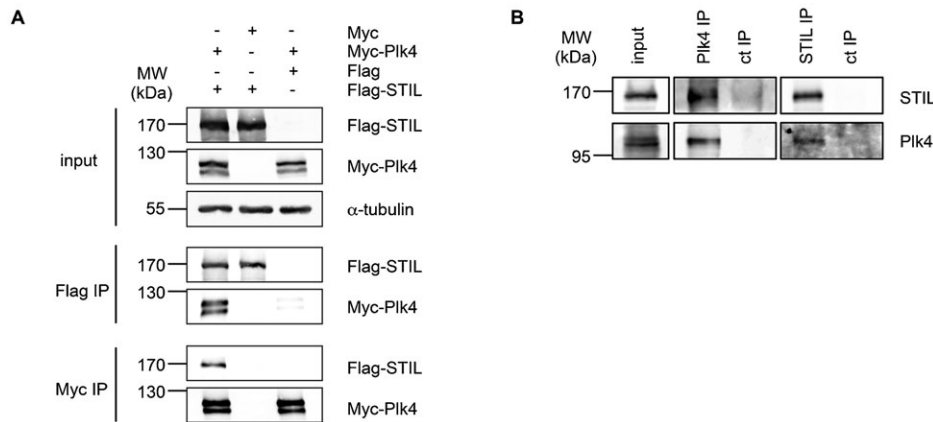 A
- + - Myc
+ - + Myc-Plk4
- - + Flag
+ + - Flag-STIL
MW
(kDa)
input
170 Flag-STIL
130 Myc-Plk4
55 α-tubulin
Flag IP
170 Flag-STIL
130 Myc-Plk4
Myc IP
170 Flag-STIL
130 Myc-Plk4
B
MW
(kDa)
input
Plk4 IP
ct IP
STIL IP
ct IP
170 STIL
95 Plk4